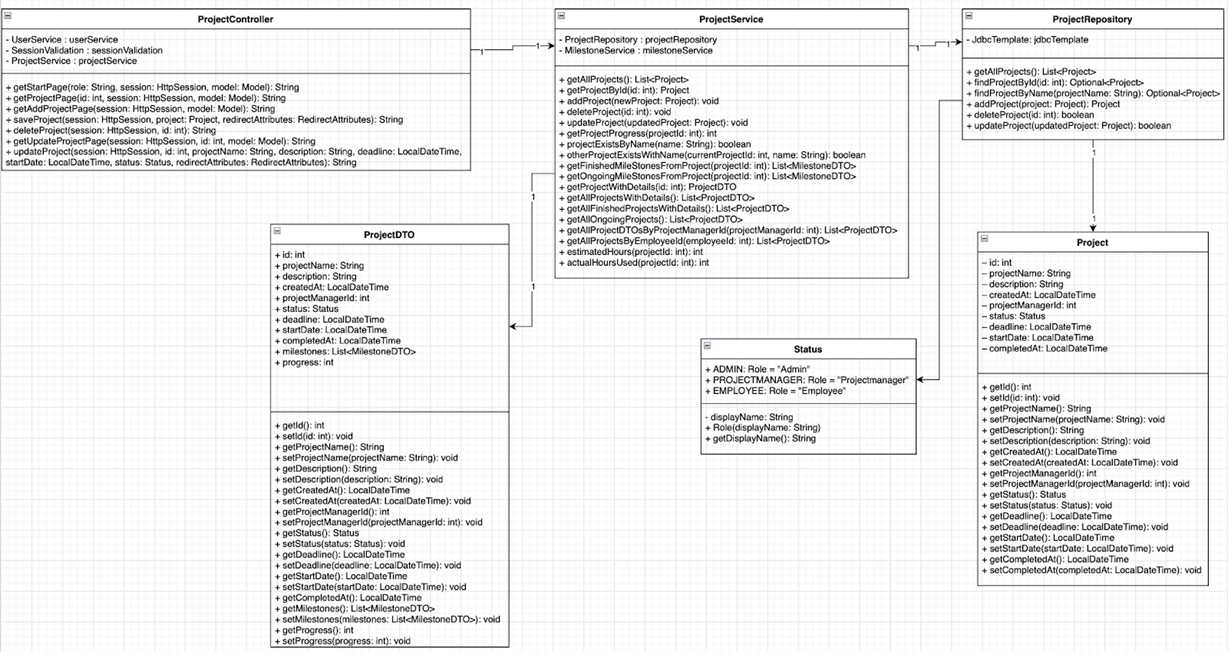 ProjectController
- UserService : userService
- SessionValidation : sessionValidation
- ProjectService : projectService
+ getStartPage(role: String, session: HttpSession, model: Model): String
+ getProjectPage(id: int, session: HttpSession, model: Model): String
+ getAddProjectPage(session: HttpSession, model: Model): String
+ saveProject(session: HttpSession, project: Project, redirectAttributes: RedirectAttributes): String
+ deleteProject(session: HttpSession, id: int): String
+ getUpdateProjectPage(session: HttpSession, id: int, model: Model): String
+ updateProject(session: HttpSession, id: int, projectName: String, description: String, deadline: LocalDateTime,
startDate: LocalDateTime, status: Status, redirectAttributes: RedirectAttributes): String
1
1
ProjectService
- ProjectRepository : projectRepository
- MilestoneService : milestoneService
+ getAllProjects(): List<Project>
+ getProjectById(id: int): Project
+ addProject(newProject: Project): void
+ deleteProject(id: int): void
+ updateProject(updatedProject: Project): void
+ getProjectProgress(projectId: int): int
+ projectExistsByName(name: String): boolean
+ otherProjectExistsWithName(currentProjectId: int, name: String): boolean
+ getFinishedMileStonesFromProject(projectId: int): List<MilestoneDTO>
+ getOngoingMileStonesFromProject(projectId: int): List<MilestoneDTO>
+ getProjectWithDetails(id: int): ProjectDTO
+ getAllProjectsWithDetails(): List<ProjectDTO>
+ getAllFinishedProjectsWithDetails(): List<ProjectDTO>
+ getAllOngoingProjects(): List<ProjectDTO>
+ getAllProjectDTOsByProjectManagerId(projectManagerId: int): List<ProjectDTO>
+ getAllProjectsByEmployeeId(employeeId: int): List<ProjectDTO>
+ estimatedHours(projectId: int): int
+ actualHoursUsed(projectId: int): int
1
1
ProjectRepository
- JdbcTemplate: jdbcTemplate
+ getAllProjects(): List<Project>
+ findProjectById(id: int): Optional<Project>
+ findProjectByName(projectName: String): Optional<Project>
+ addProject(project: Project): Project
+ deleteProject(id: int): boolean
+ updateProject(updatedProject: Project): boolean
1
1
1
1
ProjectDTO
+ id: int
+ projectName: String
+ description: String
+ createdAt: LocalDateTime
+ projectManagerId: int
+ status: Status
+ deadline: LocalDateTime
+ startDate: LocalDateTime
+ completedAt: LocalDateTime
+ milestones: List<MilestoneDTO>
+ progress: int
+ getId(): int
+ setId(id: int): void
+ getProjectName(): String
+ setProjectName(projectName: String): void
+ getDescription(): String
+ setDescription(description: String): void
+ getCreatedAt(): LocalDateTime
+ setCreatedAt(createdAt: LocalDateTime): void
+ getProjectManagerId(): int
+ setProjectManagerId(projectManagerId: int): void
+ getStatus(): Status
+ setStatus(status: Status): void
+ getDeadline(): LocalDateTime
+ setDeadline(deadline: LocalDateTime): void
+ getStartDate(): LocalDateTime
+ setStartDate(startDate: LocalDateTime): void
+ getCompletedAt(): LocalDateTime
+ getMilestones(): List<MilestoneDTO>
+ setMilestones(milestones: List<MilestoneDTO>): void
+ getProgress(): int
+ setProgress(progress: int): void
Status
+ ADMIN: Role = "Admin"
+ PROJECTMANAGER: Role = "Projectmanager"
+ EMPLOYEE: Role = "Employee"
- displayName: String
+ Role(displayName: String)
+ getDisplayName(): String
Project
– id: int
– projectName: String
– description: String
– createdAt: LocalDateTime
– projectManagerId: int
– status: Status
– deadline: LocalDateTime
– startDate: LocalDateTime
– completedAt: LocalDateTime
+ getId(): int
+ setId(id: int): void
+ getProjectName(): String
+ setProjectName(projectName: String): void
+ getDescription(): String
+ setDescription(description: String): void
+ getCreatedAt(): LocalDateTime
+ setCreatedAt(createdAt: LocalDateTime): void
+ getProjectManagerId(): int
+ setProjectManagerId(projectManagerId: int): void
+ getStatus(): Status
+ setStatus(status: Status): void
+ getDeadline(): LocalDateTime
+ setDeadline(deadline: LocalDateTime): void
+ getStartDate(): LocalDateTime
+ setStartDate(startDate: LocalDateTime): void
+ getCompletedAt(): LocalDateTime
+ setCompletedAt(completedAt: LocalDateTime): void